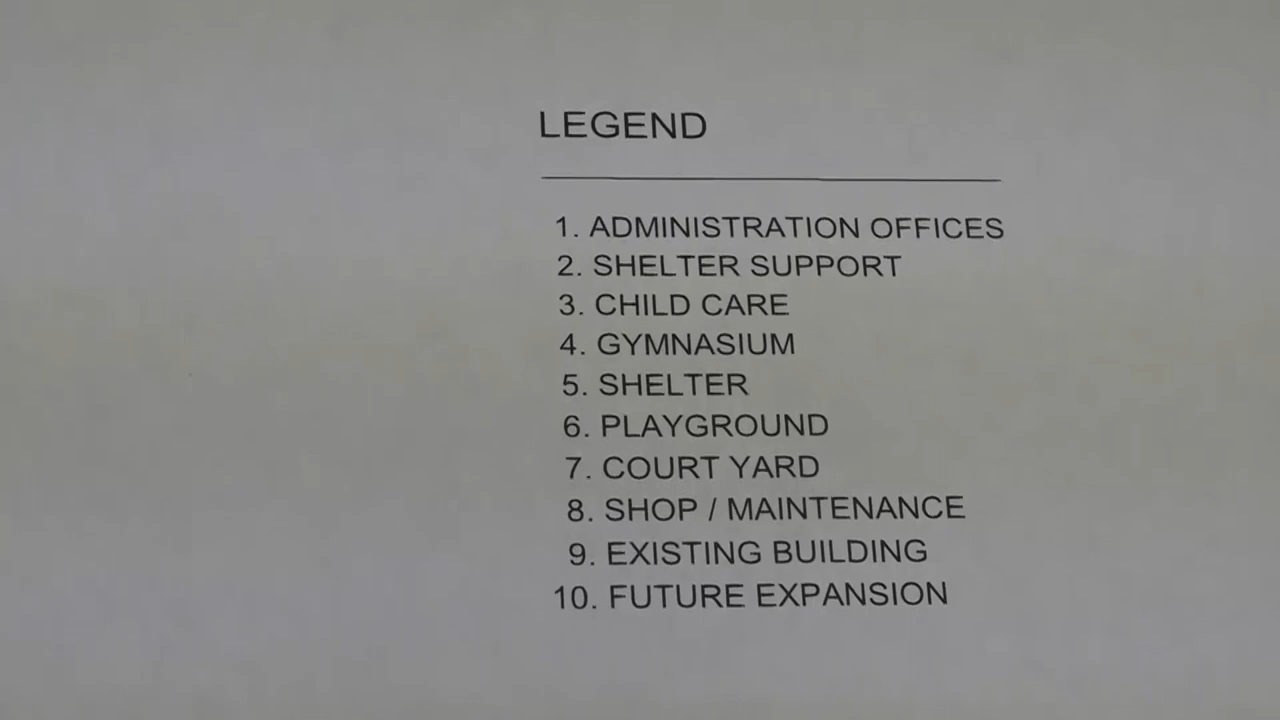 LEGEND
1. ADMINISTRATION OFFICES
2. SHELTER SUPPORT
3. CHILD CARE
4. GYMNASIUM
5. SHELTER
6. PLAYGROUND
7. COURT YARD
8. SHOP / MAINTENANCE
9. EXISTING BUILDING
10. FUTURE EXPANSION